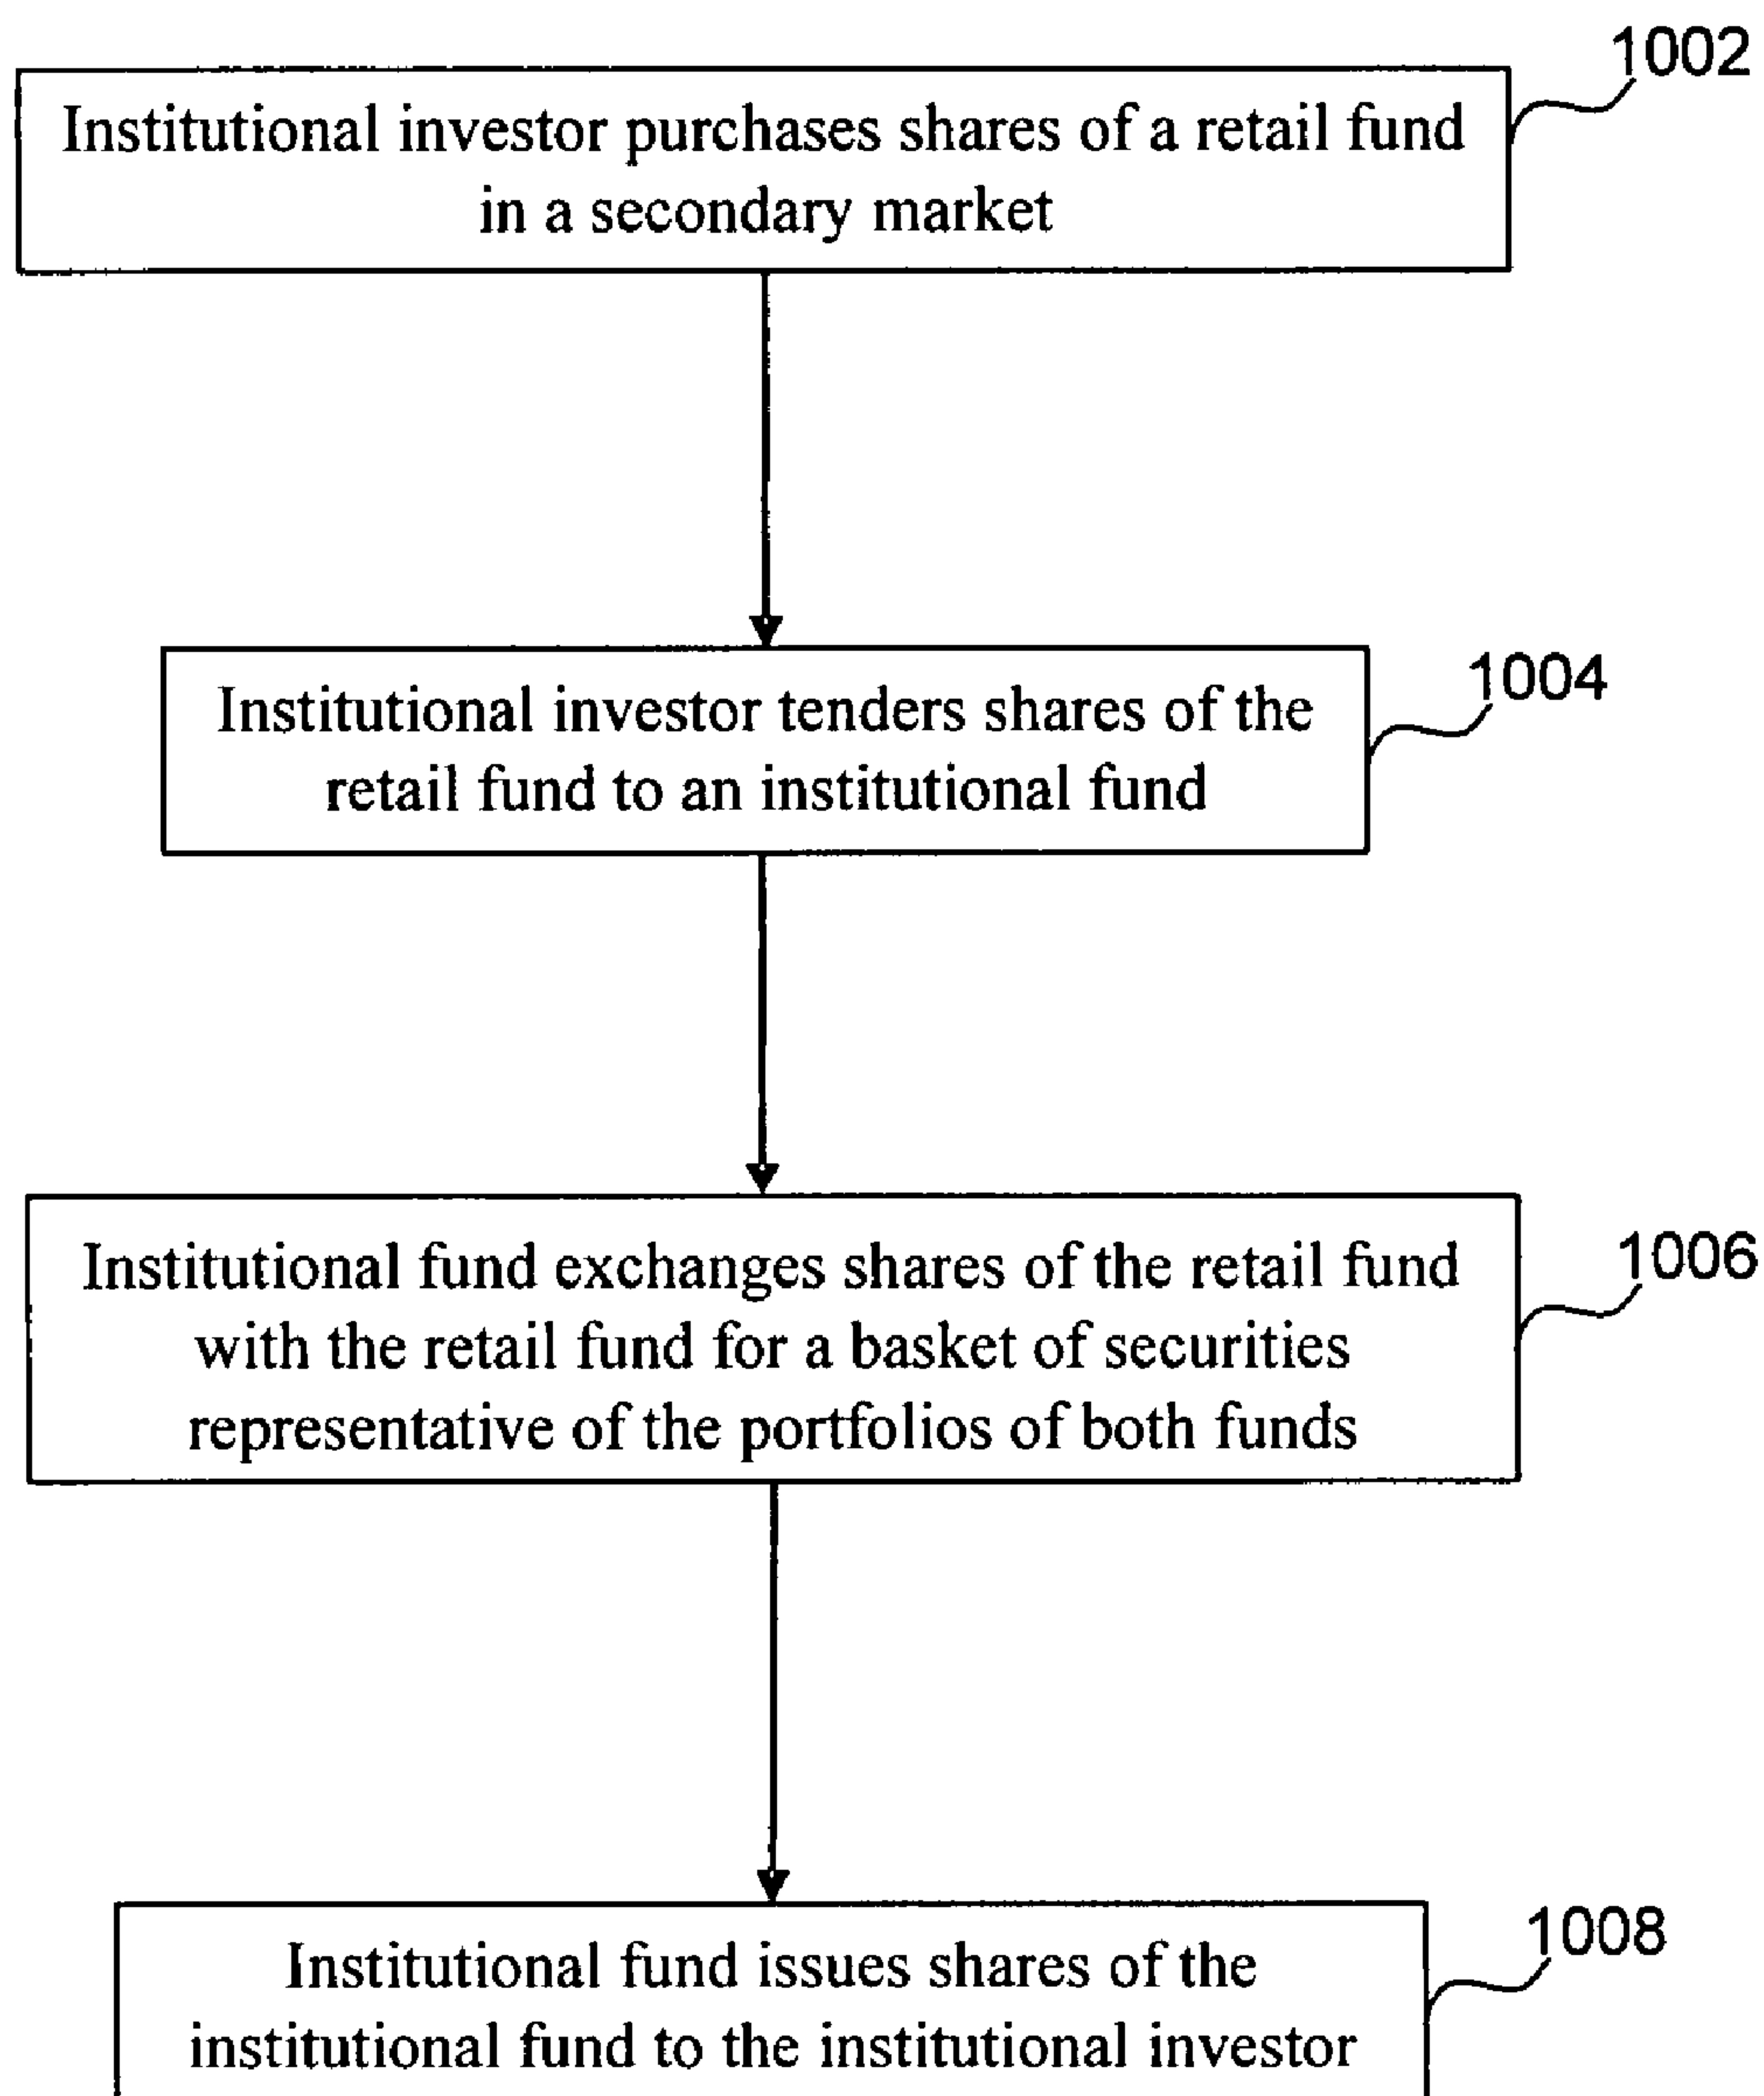 1002
Institutional investor purchases shares of a retail fund
in a secondary market
1004
Institutional investor tenders shares of the
retail fund to an institutional fund
1006
Institutional fund exchanges shares of the retail fund
with the retail fund for a basket of securities
representative of the portfolios of both funds
1008
Institutional fund issues shares of the
institutional fund to the institutional investor